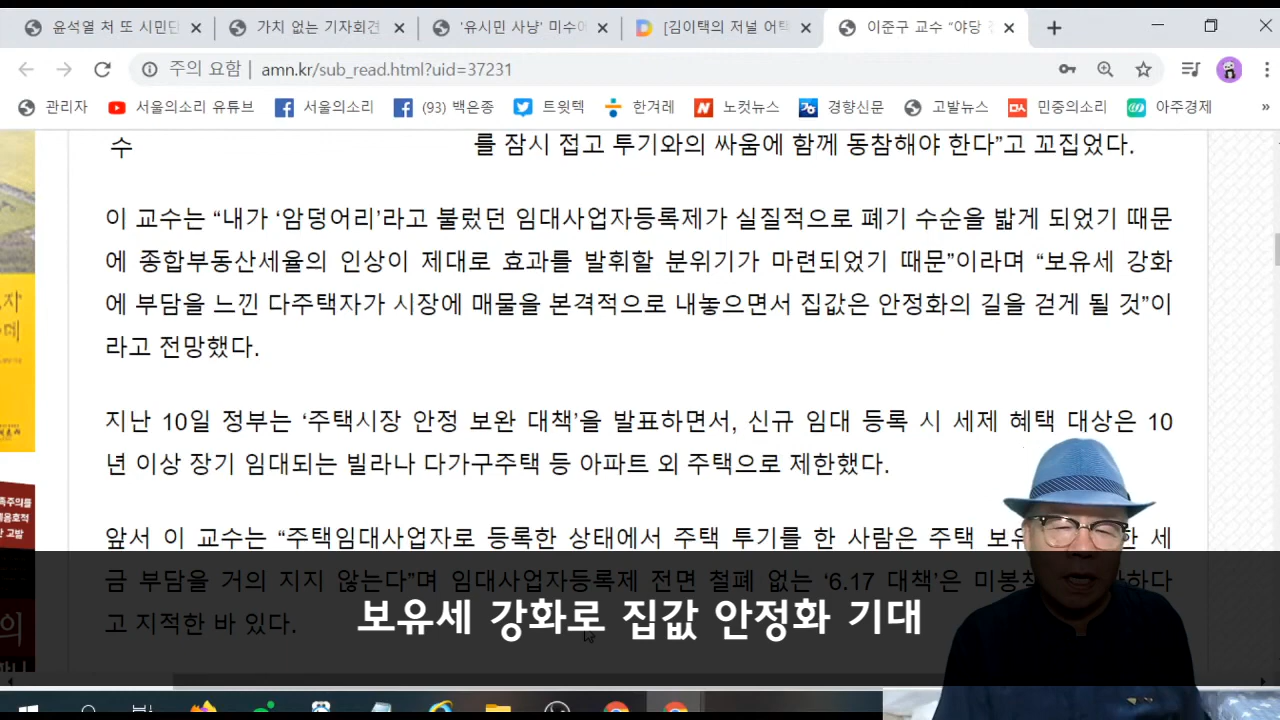 윤석열 처 또 시민단
가치 없는 기자회견
'유시민 사냥' 미수에
[김이택의 저널 어택
이준구 교수 “야당
주의 요함 | amn.kr/sub_read.html?uid=37231
관리자
서울의소리 유튜브
서울의소리
(93) 백은종
트윗텍
한겨레
노컷뉴스
경향신문
고발뉴스
민중의소리
아주경제
»
수
를 잠시 접고 투기와의 싸움에 함께 동참해야 한다”고 꼬집었다.
이 교수는 “내가 ‘암덩어리’라고 불렀던 임대사업자등록제가 실질적으로 폐기 수순을 밟게 되었기 때문
에 종합부동산세율의 인상이 제대로 효과를 발휘할 분위기가 마련되었기 때문”이라며 “보유세 강화
에 부담을 느낀 다주택자가 시장에 매물을 본격적으로 내놓으면서 집값은 안정화의 길을 걷게 될 것”이
라고 전망했다.
지난 10일 정부는 ‘주택시장 안정 보완 대책’을 발표하면서, 신규 임대 등록 시 세제 혜택 대상은 10
년 이상 장기 임대되는 빌라나 다가구주택 등 아파트 외 주택으로 제한했다.
앞서 이 교수는 “주택임대사업자로 등록한 상태에서 주택 투기를 한 사람은 주택 보유 한 세
금 부담을 거의 지지 않는다”며 임대사업자등록제 전면 철폐 없는 ‘6.17 대책’은 미봉 하다
고 지적한 바 있다.
보유세 강화로 집값 안정화 기대